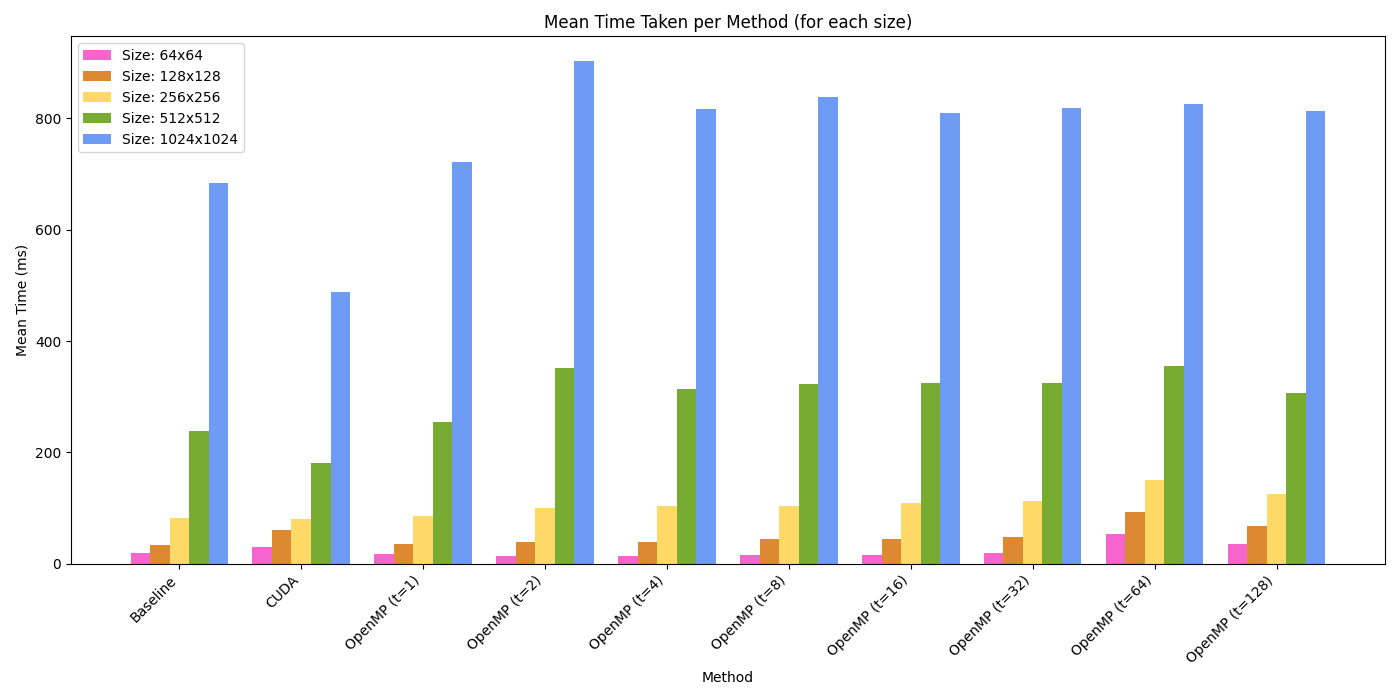 Mean Time Taken per Method (for each size)
Size: 64x64
Size: 128x128
Size: 256x256
Size: 512x512
Size: 1024x1024
Mean Time (ms)
800
600
400
200
0
Baseline
CUDA
OpenMP (t=1)
OpenMP (t=2)
OpenMP (t=4)
OpenMP (t=8)
OpenMP (t=16)
OpenMP (t=32)
OpenMP (t=64)
OpenMP (t=128)
Method